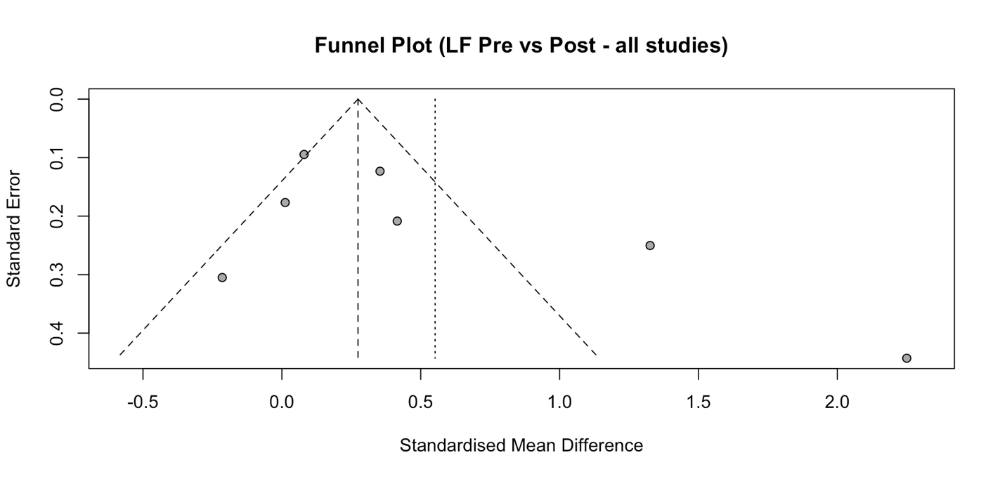 Funnel Plot (LF Pre vs Post - all studies)
Standard Error
0.0
0.1
0.2
0.3
0.4
-0.5 0.0 0.5 1.0 1.5 2.0
Standardised Mean Difference